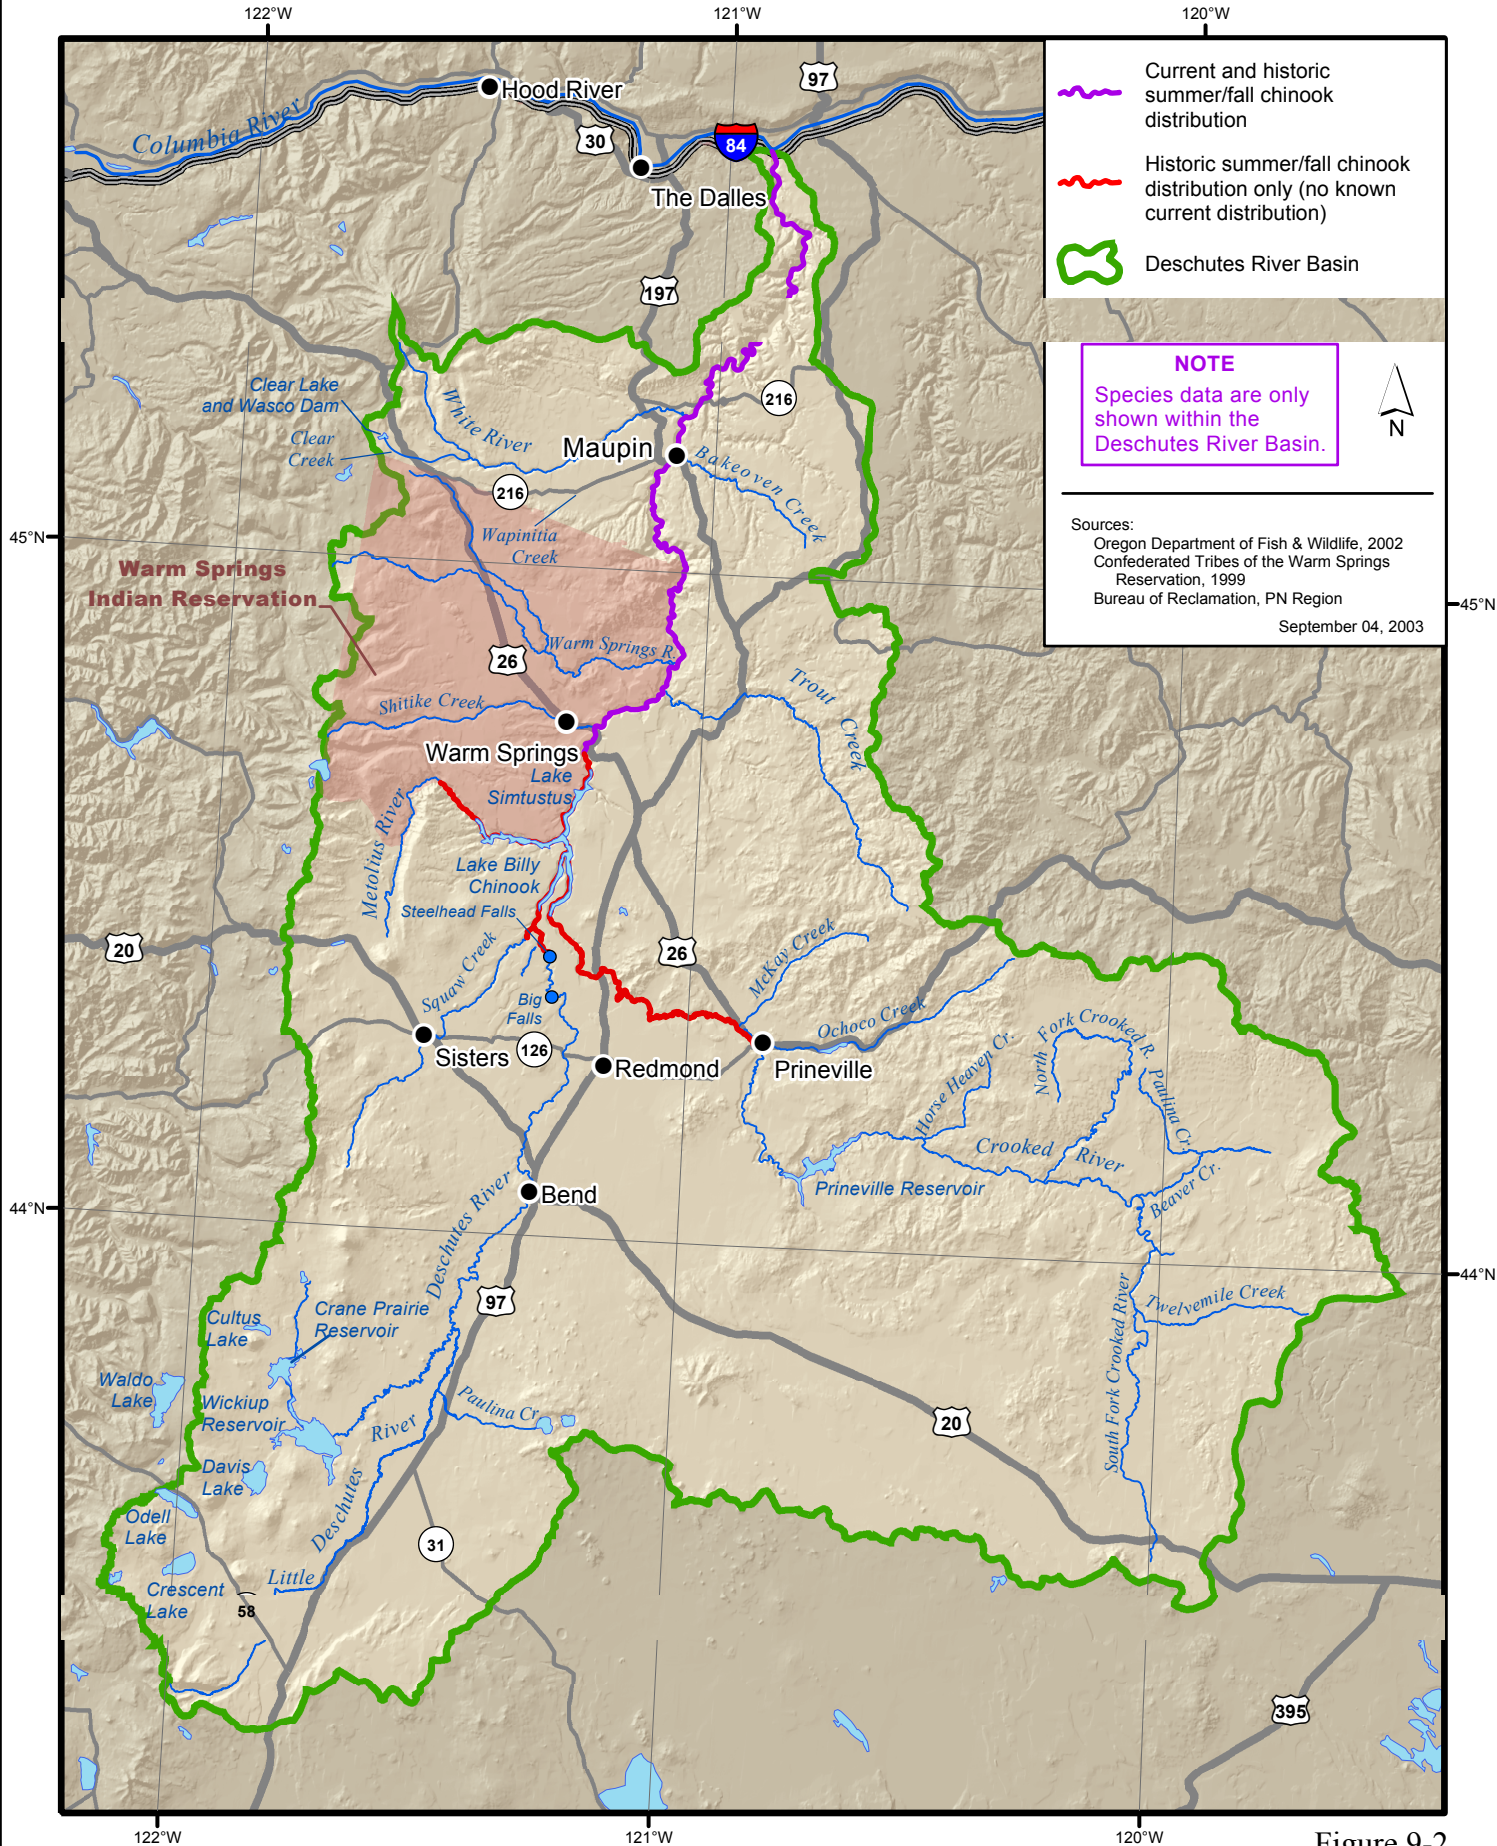 122°W
121°W
120°W
Hood River
Columbia River
97
30
84
The Dalles
197
Current and historic
summer/fall chinook
distribution
Historic summer/fall chinook
distribution only (no known
current distribution)
Deschutes River Basin
NOTE
Species data are only
shown within the
Deschutes River Basin.
N
Sources:
Oregon Department of Fish & Wildlife, 2002
Confederated Tribes of the Warm Springs
Reservation, 1999
Bureau of Reclamation, PN Region
September 04, 2003
Clear Lake
and Wasco Dam
White River
216
Clear
Creek
Maupin
Bakeoven Creek
216
Wapinitia
Creek
45°N
45°N
Warm Springs
Indian Reservation
26
Warm Springs R.
Trout Creek
Shitike Creek
Warm Springs
Lake
Simtustus
Metolius River
Lake Billy
Chinook
Steelhead Falls
20
26
McKay Creek
Squaw Creek
Big
Falls
Ochoco Creek
Sisters
126
Redmond
Prineville
Horse Heaven Cr.
North Fork Crooked R.
Paulina Cr.
Crooked River
Beaver Cr.
Prineville Reservoir
44°N
Bend
Deschutes River
44°N
97
Crane Prairie
Reservoir
Cultus
Lake
Twelvemile Creek
South Fork Crooked River
Waldo
Lake
Wickiup
Reservoir
Paulina Cr
20
Davis
Lake
Odell
Lake
Little Deschutes River
31
Crescent
Lake
58
395
122°W
121°W
120°W
Figure 9-2